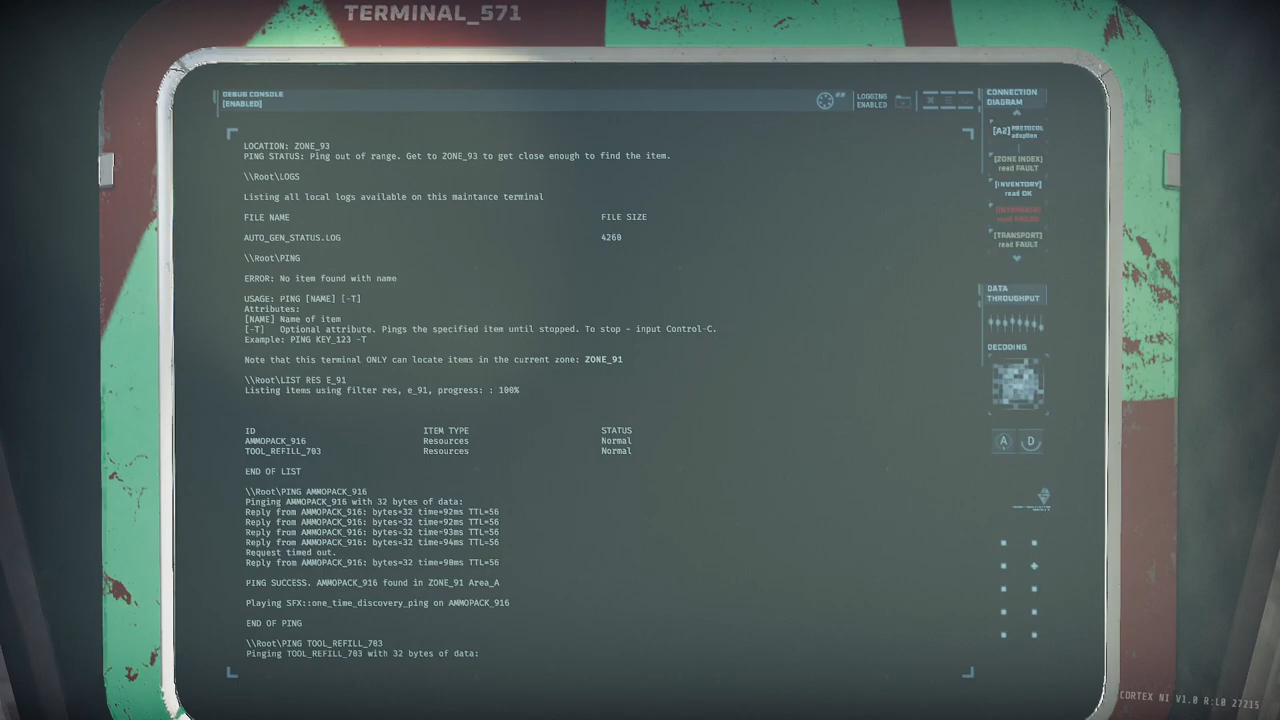 TERMINAL_571
DEBUG CONSOLE
[ENABLED]
LOGGING
ENABLED
CONNECTION
DIAGRAM
[A2] PROTOCOL
adaption
[ZONE INDEX]
read FAULT
[INVENTORY]
read OK
read FAILED
[TRANSPORT]
read FAULT
DATA
THROUGHPUT
DECODING
A D
LOCATION: ZONE_93
PING STATUS: Ping out of range. Get to ZONE_93 to get close enough to find the item.
\\Root\LOGS
Listing all local logs available on this maintance terminal
FILE NAME FILE SIZE
AUTO_GEN_STATUS.LOG 4260
\\Root\PING
ERROR: No item found with name
USAGE: PING [NAME] [-T]
Attributes:
[NAME] Name of item
[-T] Optional attribute. Pings the specified item until stopped. To stop - input Control-C.
Example: PING KEY_123 -T
Note that this terminal ONLY can locate items in the current zone: ZONE_91
\\Root\LIST RES E_91
Listing items using filter res, e_91, progress: : 100%
ID ITEM TYPE STATUS
AMMOPACK_916 Resources Normal
TOOL_REFILL_703 Resources Normal
END OF LIST
\\Root\PING AMMOPACK_916
Pinging AMMOPACK_916 with 32 bytes of data:
Reply from AMMOPACK_916: bytes=32 time=92ms TTL=56
Reply from AMMOPACK_916: bytes=32 time=92ms TTL=56
Reply from AMMOPACK_916: bytes=32 time=93ms TTL=56
Reply from AMMOPACK_916: bytes=32 time=94ms TTL=56
Request timed out.
Reply from AMMOPACK_916: bytes=32 time=90ms TTL=56
PING SUCCESS. AMMOPACK_916 found in ZONE_91 Area_A
Playing SFX::one_time_discovery_ping on AMMOPACK_916
END OF PING
\\Root\PING TOOL_REFILL_703
Pinging TOOL_REFILL_703 with 32 bytes of data:
CORTEX NI V1.0 R:L0 27215